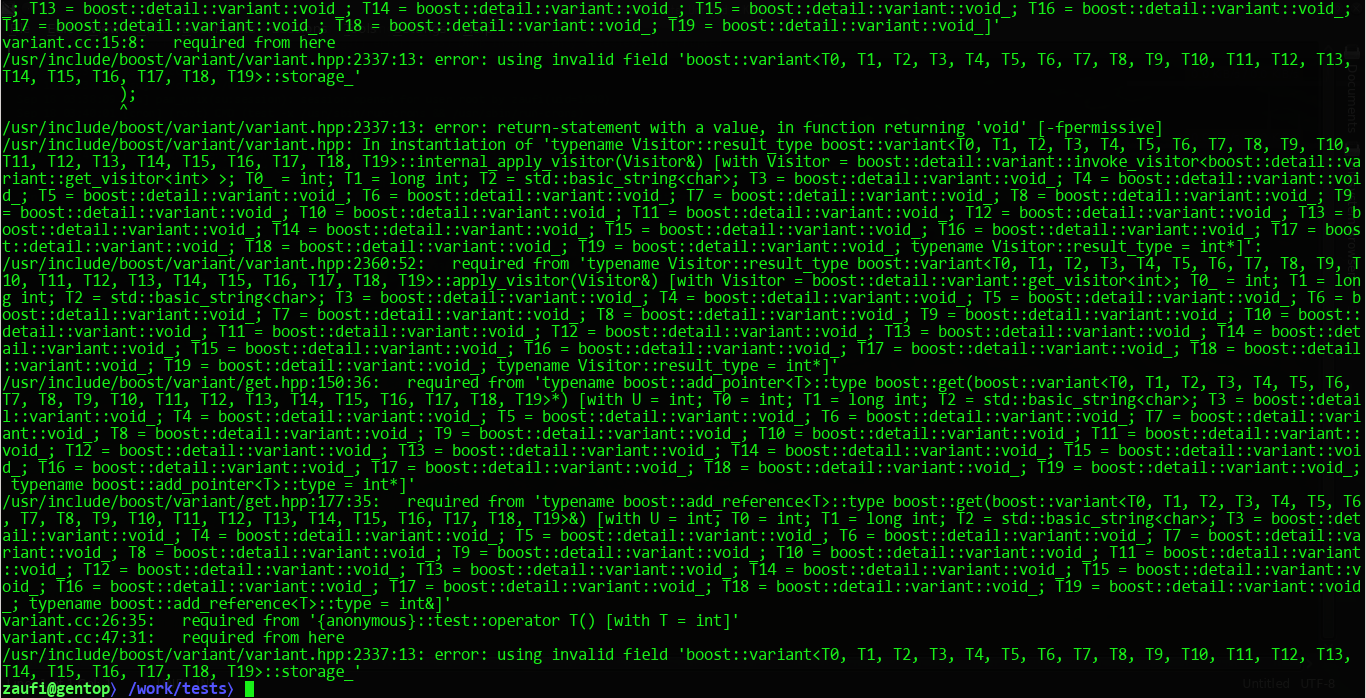 _; T13 = boost::detail::variant::void_; T14 = boost::detail::variant::void_; T15 = boost::detail::variant::void_; T16 = boost::detail::variant::void_;
T17 = boost::detail::variant::void_; T18 = boost::detail::variant::void_; T19 = boost::detail::variant::void_]'
variant.cc:15:8:   required from here
/usr/include/boost/variant/variant.hpp:2337:13: error: using invalid field 'boost::variant<T0, T1, T2, T3, T4, T5, T6, T7, T8, T9, T10, T11, T12, T13,
T14, T15, T16, T17, T18, T19>::storage_'
             );
             ^
/usr/include/boost/variant/variant.hpp:2337:13: error: return-statement with a value, in function returning 'void' [-fpermissive]
/usr/include/boost/variant/variant.hpp: In instantiation of 'typename Visitor::result_type boost::variant<T0, T1, T2, T3, T4, T5, T6, T7, T8, T9, T10,
T11, T12, T13, T14, T15, T16, T17, T18, T19>::internal_apply_visitor(Visitor&) [with Visitor = boost::detail::variant::invoke_visitor<boost::detail::va
riant::get_visitor<int> >; T0_ = int; T1 = long int; T2 = std::basic_string<char>; T3 = boost::detail::variant::void_; T4 = boost::detail::variant::voi
d_; T5 = boost::detail::variant::void_; T6 = boost::detail::variant::void_; T7 = boost::detail::variant::void_; T8 = boost::detail::variant::void_; T9
= boost::detail::variant::void_; T10 = boost::detail::variant::void_; T11 = boost::detail::variant::void_; T12 = boost::detail::variant::void_; T13 = b
oost::detail::variant::void_; T14 = boost::detail::variant::void_; T15 = boost::detail::variant::void_; T16 = boost::detail::variant::void_; T17 = boos
t::detail::variant::void_; T18 = boost::detail::variant::void_; T19 = boost::detail::variant::void_; typename Visitor::result_type = int*]':
/usr/include/boost/variant/variant.hpp:2360:52:   required from 'typename Visitor::result_type boost::variant<T0, T1, T2, T3, T4, T5, T6, T7, T8, T9, T
10, T11, T12, T13, T14, T15, T16, T17, T18, T19>::apply_visitor(Visitor&) [with Visitor = boost::detail::variant::get_visitor<int>; T0_ = int; T1 = lon
g int; T2 = std::basic_string<char>; T3 = boost::detail::variant::void_; T4 = boost::detail::variant::void_; T5 = boost::detail::variant::void_; T6 = b
oost::detail::variant::void_; T7 = boost::detail::variant::void_; T8 = boost::detail::variant::void_; T9 = boost::detail::variant::void_; T10 = boost::
detail::variant::void_; T11 = boost::detail::variant::void_; T12 = boost::detail::variant::void_; T13 = boost::detail::variant::void_; T14 = boost::det
ail::variant::void_; T15 = boost::detail::variant::void_; T16 = boost::detail::variant::void_; T17 = boost::detail::variant::void_; T18 = boost::detail
::variant::void_; T19 = boost::detail::variant::void_; typename Visitor::result_type = int*]'
/usr/include/boost/variant/get.hpp:150:36:   required from 'typename boost::add_pointer<T>::type boost::get(boost::variant<T0, T1, T2, T3, T4, T5, T6,
T7, T8, T9, T10, T11, T12, T13, T14, T15, T16, T17, T18, T19>*) [with U = int; T0 = int; T1 = long int; T2 = std::basic_string<char>; T3 = boost::detai
l::variant::void_; T4 = boost::detail::variant::void_; T5 = boost::detail::variant::void_; T6 = boost::detail::variant::void_; T7 = boost::detail::vari
ant::void_; T8 = boost::detail::variant::void_; T9 = boost::detail::variant::void_; T10 = boost::detail::variant::void_; T11 = boost::detail::variant::
void_; T12 = boost::detail::variant::void_; T13 = boost::detail::variant::void_; T14 = boost::detail::variant::void_; T15 = boost::detail::variant::voi
d_; T16 = boost::detail::variant::void_; T17 = boost::detail::variant::void_; T18 = boost::detail::variant::void_; T19 = boost::detail::variant::void_;
 typename boost::add_pointer<T>::type = int*]'
/usr/include/boost/variant/get.hpp:177:35:   required from 'typename boost::add_reference<T>::type boost::get(boost::variant<T0, T1, T2, T3, T4, T5, T6
, T7, T8, T9, T10, T11, T12, T13, T14, T15, T16, T17, T18, T19>&) [with U = int; T0 = int; T1 = long int; T2 = std::basic_string<char>; T3 = boost::det
ail::variant::void_; T4 = boost::detail::variant::void_; T5 = boost::detail::variant::void_; T6 = boost::detail::variant::void_; T7 = boost::detail::va
riant::void_; T8 = boost::detail::variant::void_; T9 = boost::detail::variant::void_; T10 = boost::detail::variant::void_; T11 = boost::detail::variant
::void_; T12 = boost::detail::variant::void_; T13 = boost::detail::variant::void_; T14 = boost::detail::variant::void_; T15 = boost::detail::variant::v
oid_; T16 = boost::detail::variant::void_; T17 = boost::detail::variant::void_; T18 = boost::detail::variant::void_; T19 = boost::detail::variant::void
_; typename boost::add_reference<T>::type = int&]'
variant.cc:26:35:   required from '{anonymous}::test::operator T() [with T = int]'
variant.cc:47:31:   required from here
/usr/include/boost/variant/variant.hpp:2337:13: error: using invalid field 'boost::variant<T0, T1, T2, T3, T4, T5, T6, T7, T8, T9, T10, T11, T12, T13,
T14, T15, T16, T17, T18, T19>::storage_'
zaufi@gentop⟩ /work/tests⟩
Untitled UTF-8
Documents